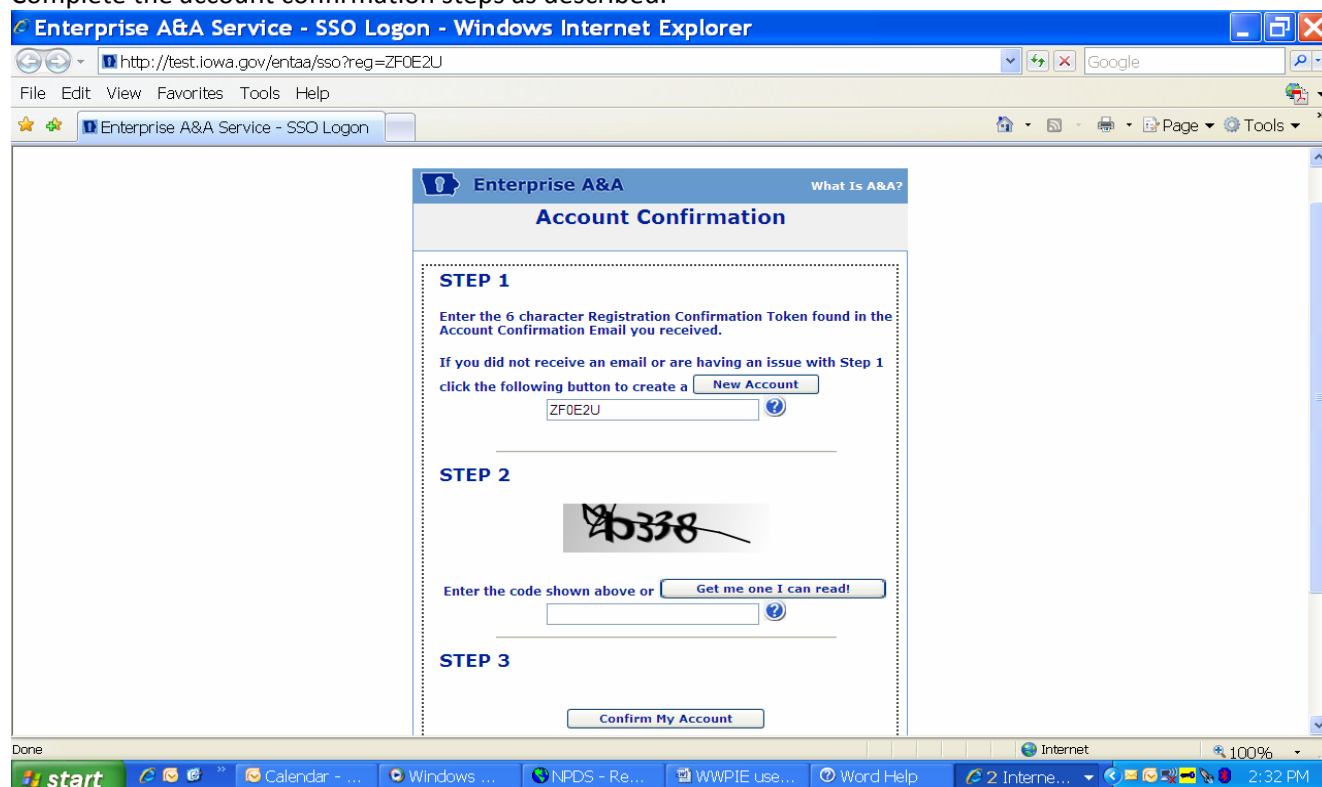 Complete the account confirmation steps as described.
Enterprise A&A Service - SSO Logon - Windows Internet Explorer
http://test.iowa.gov/entaa/sso?reg=ZF0E2U
Google
File Edit View Favorites Tools Help
Enterprise A&A Service - SSO Logon
Page
Tools
Enterprise A&A
What Is A&A?
Account Confirmation
STEP 1
Enter the 6 character Registration Confirmation Token found in the
Account Confirmation Email you received.
If you did not receive an email or are having an issue with Step 1
click the following button to create a New Account
ZF0E2U
STEP 2
Enter the code shown above or Get me one I can read!
STEP 3
Confirm My Account
Done
Internet
100%
start
Calendar - ...
Windows ...
NPDS - Re...
WWPIE use...
Word Help
2 Interne...
2:32 PM